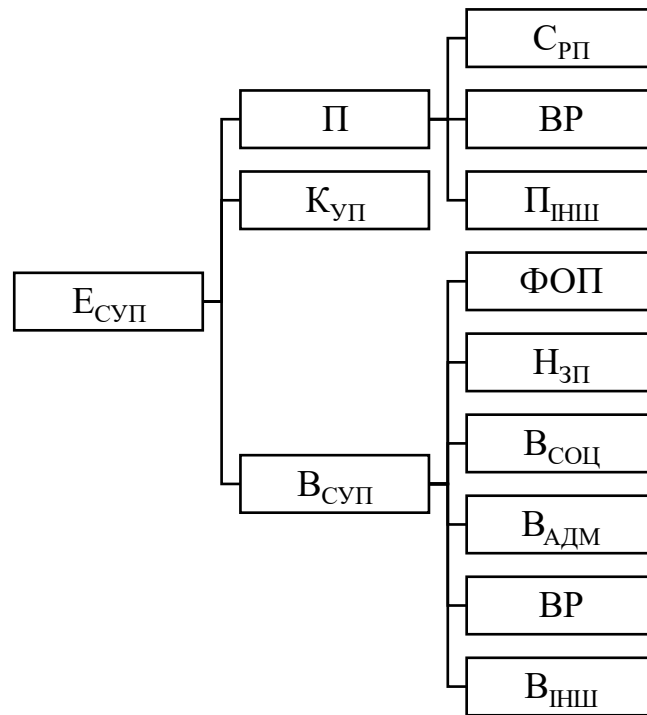 С_РП
П
ВР
К_УП
П_ІНШ
Е_СУП
ФОП
Н_ЗП
В_СОЦ
В_СУП
В_АДМ
ВР
В_ІНШ